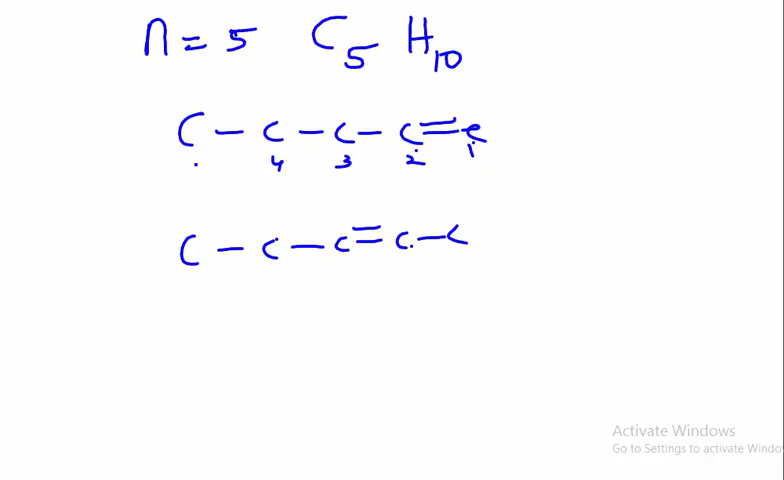 n = 5 C5 H10
C - C - C - C = C
4 3 2 1
C - C - C = C - C
Activate Windows
Go to Settings to activate Windo